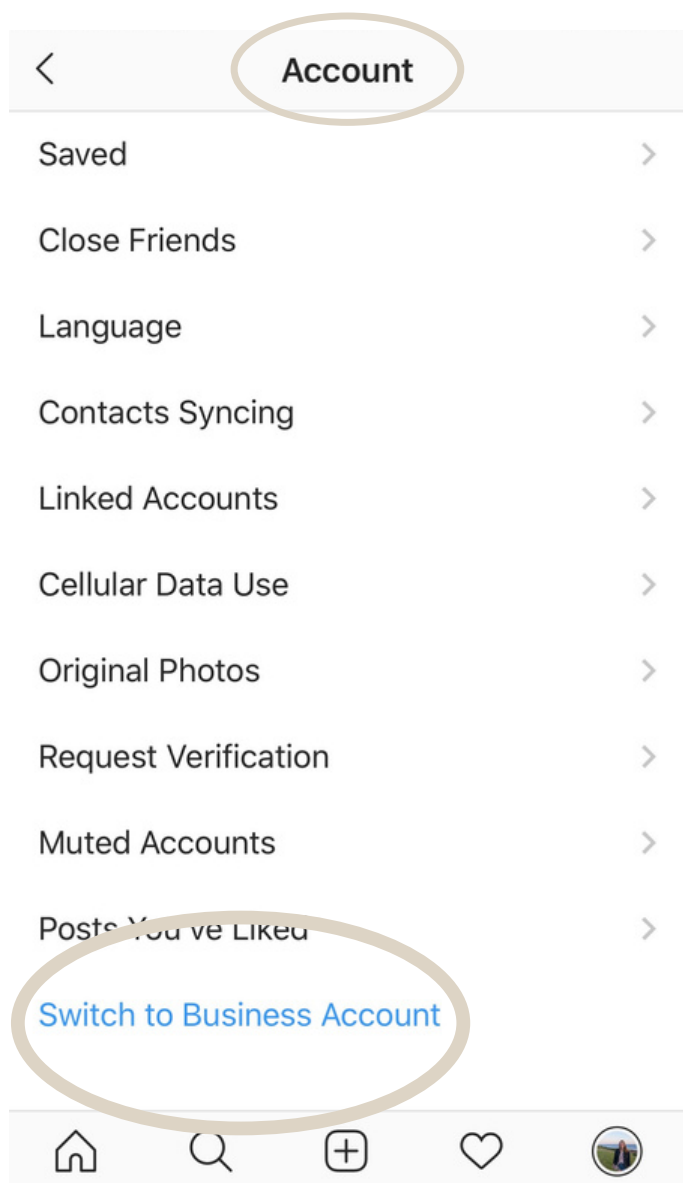 Account
Saved
Close Friends
Language
Contacts Syncing
Linked Accounts
Cellular Data Use
Original Photos
Request Verification
Muted Accounts
Posts You've Liked
Switch to Business Account